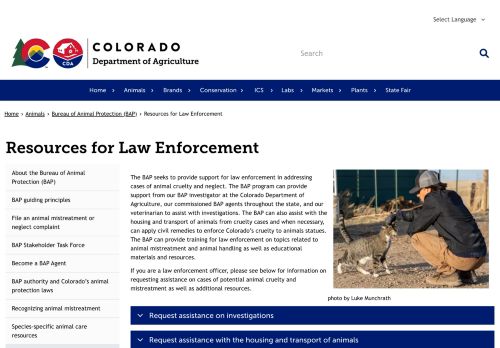 Select Language
COLORADO
Department of Agriculture
CDA
Search
Home
Animals
Brands
Conservation
ICS
Labs
Markets
Plants
State Fair
Home › Animals › Bureau of Animal Protection (BAP) › Resources for Law Enforcement
Resources for Law Enforcement
About the Bureau of Animal
Protection (BAP)
BAP guiding principles
File an animal mistreatment or
neglect complaint
BAP Stakeholder Task Force
Become a BAP Agent
BAP authority and Colorado's animal
protection laws
Recognizing animal mistreatment
Species-specific animal care
resources
The BAP seeks to provide support for law enforcement in addressing
cases of animal cruelty and neglect. The BAP program can provide
support from our BAP investigator at the Colorado Department of
Agriculture, our commissioned BAP agents throughout the state, and our
veterinarian to assist with investigations. The BAP can also assist with the
housing and transport of animals from cruelty cases and when necessary,
can apply civil remedies to enforce Colorado's cruelty to animals statues.
The BAP can provide training for law enforcement on topics related to
animal mistreatment and animal handling as well as educational
materials and resources.
If you are a law enforcement officer, please see below for information on
requesting assistance on cases of potential animal cruelty and
mistreatment as well as additional resources.
photo by Luke Munchrath
Request assistance on investigations
Request assistance with the housing and transport of animals